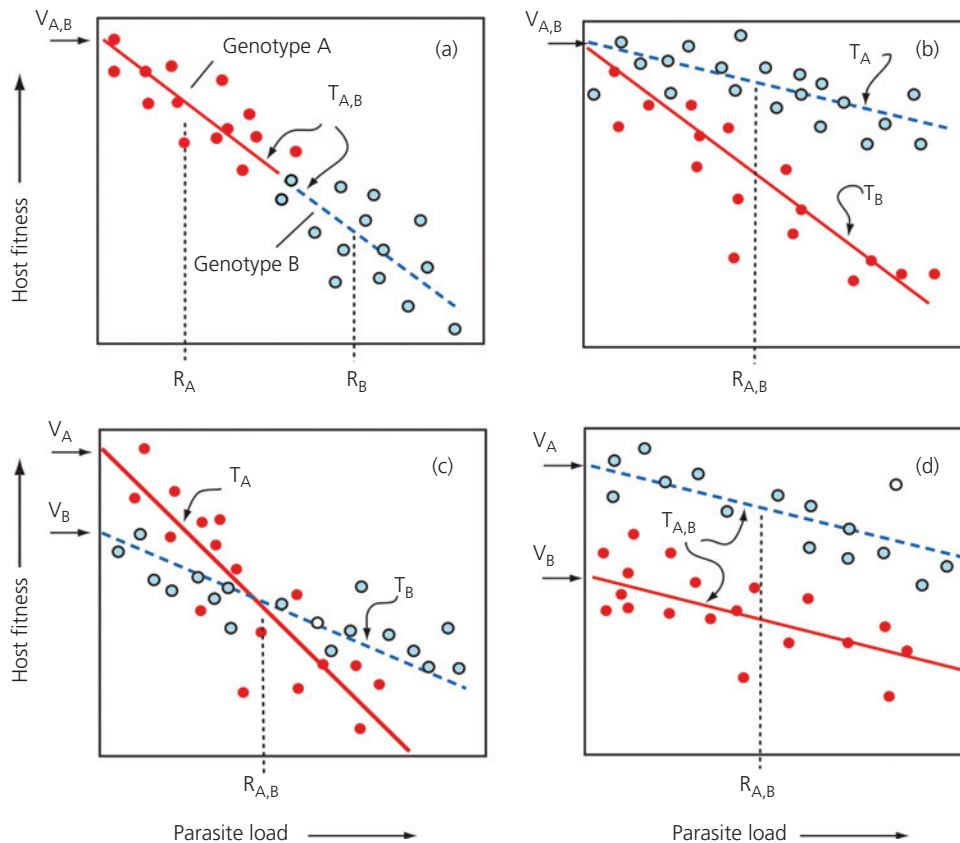 V_A,B
Genotype A
(a)
T_A,B
Genotype B
Host fitness
R_A
R_B
V_A,B
(b)
T_A
T_B
R_A,B
V_A
(c)
T_A
V_B
T_B
Host fitness
R_A,B
Parasite load
V_A
(d)
T_A,B
V_B
R_A,B
Parasite load